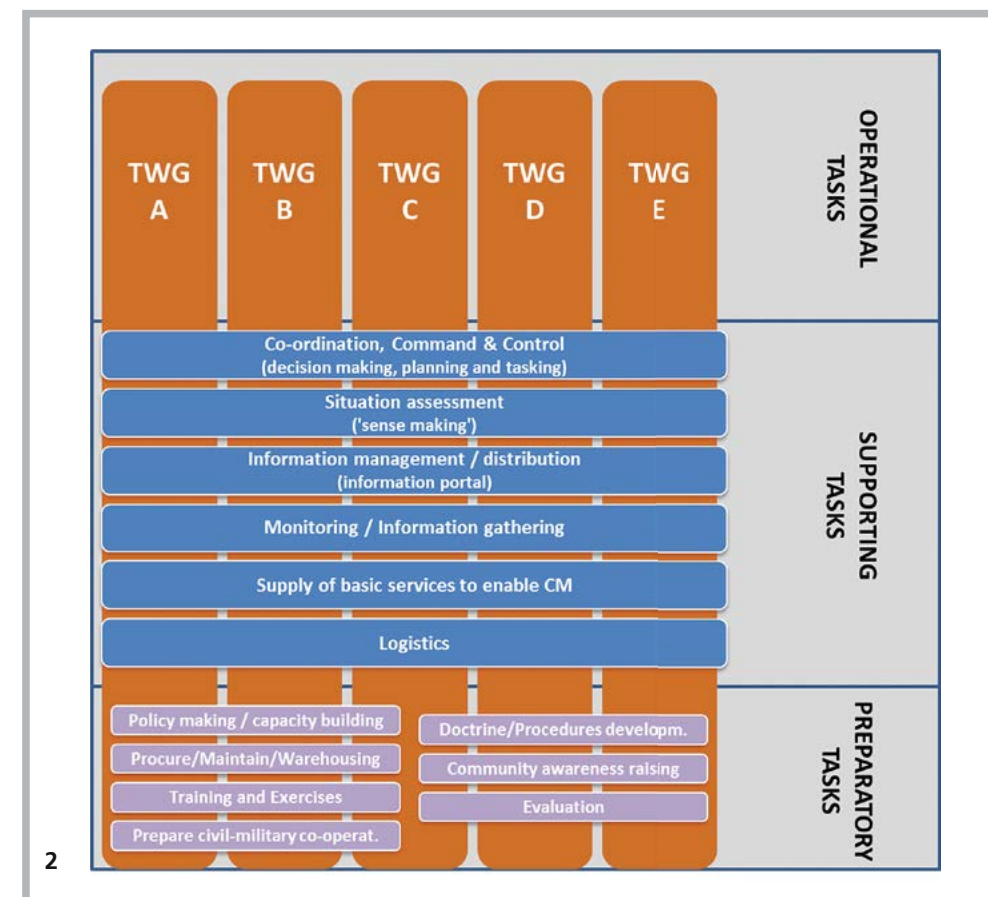 TWG
A
TWG
B
TWG
C
TWG
D
TWG
E
OPERATIONAL
TASKS
Co-ordination, Command & Control
(decision making, planning and tasking)
Situation assessment
('sense making')
Information management / distribution
(information portal)
Monitoring / Information gathering
Supply of basic services to enable CM
Logistics
SUPPORTING
TASKS
Policy making / capacity building
Procure/Maintain/Warehousing
Training and Exercises
Prepare civil-military co-operat.
Doctrine/Procedures developm.
Community awareness raising
Evaluation
PREPARATORY
TASKS
2